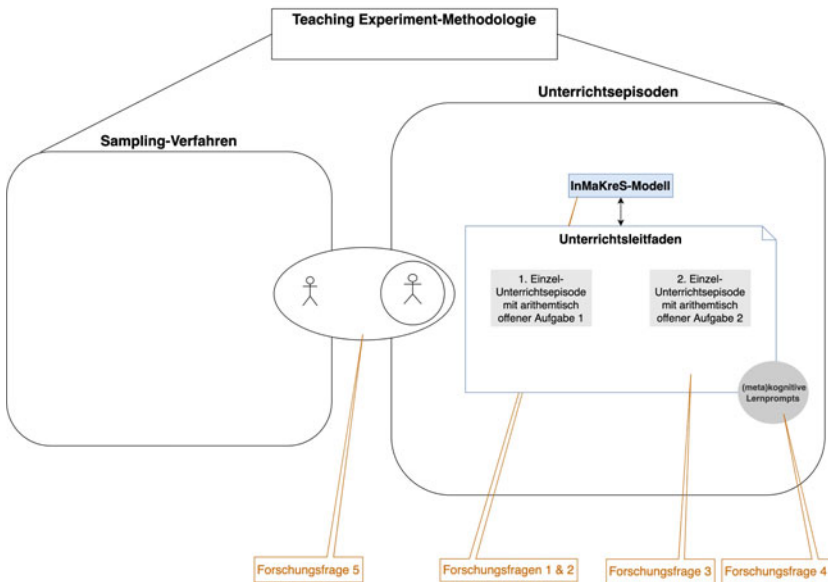 Teaching Experiment-Methodologie
Unterrichtsepisoden
Sampling-Verfahren
InMaKreS-Modell
Unterrichtsleitfaden
1. Einzel-
Unterrichtsepisode
mit arithemtisch
offener Aufgabe 1
2. Einzel-
Unterrichtsepisode
mit arithemtisch
offener Aufgabe 2
(meta)kognitive
Lernprompts
Forschungsfrage 5
Forschungsfragen 1 & 2
Forschungsfrage 3
Forschungsfrage 4